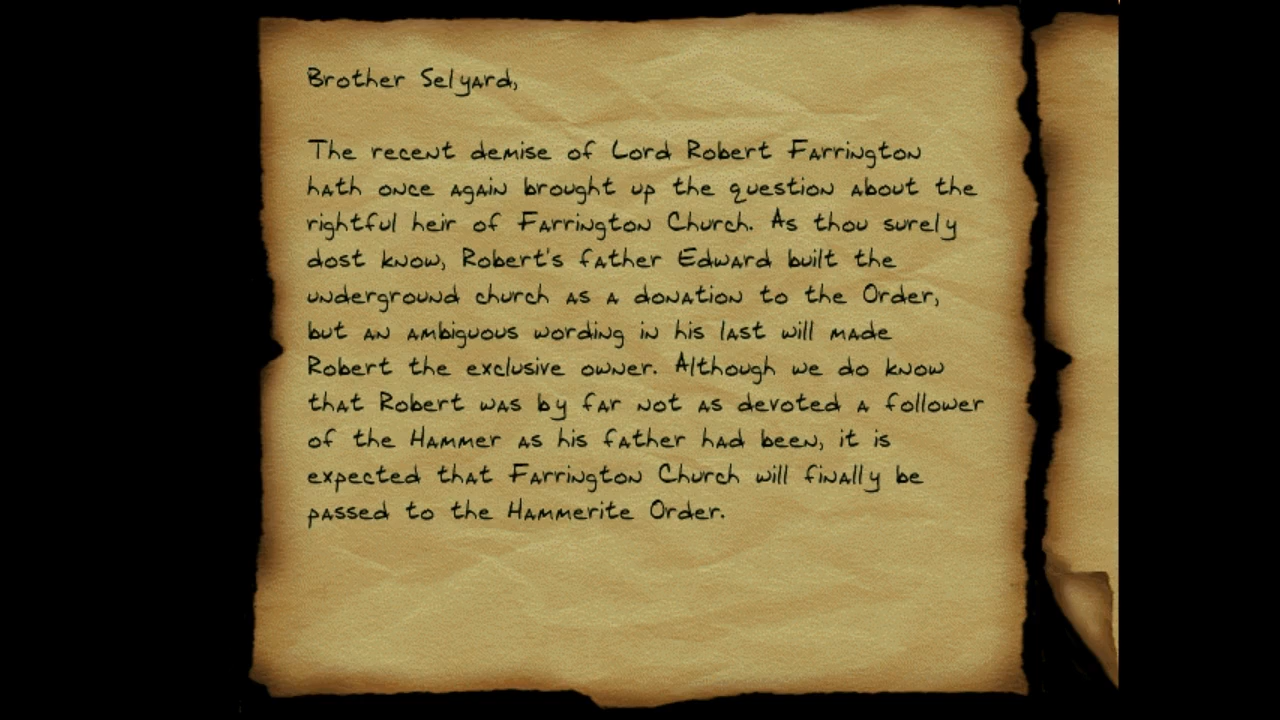 Brother Selyard,
The recent demise of Lord Robert Farrington
hath once again brought up the question about the
rightful heir of Farrington Church. As thou surely
dost know, Robert's father Edward built the
underground church as a donation to the Order,
but an ambiguous wording in his last will made
Robert the exclusive owner. Although we do know
that Robert was by far not as devoted a follower
of the Hammer as his father had been, it is
expected that Farrington Church will finally be
passed to the Hammerite Order.